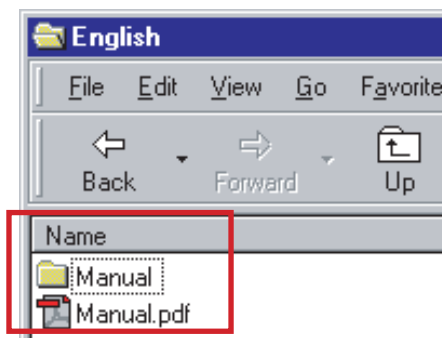 English
File Edit View Go Favorite
Back Forward Up
Name
Manual
Manual.pdf